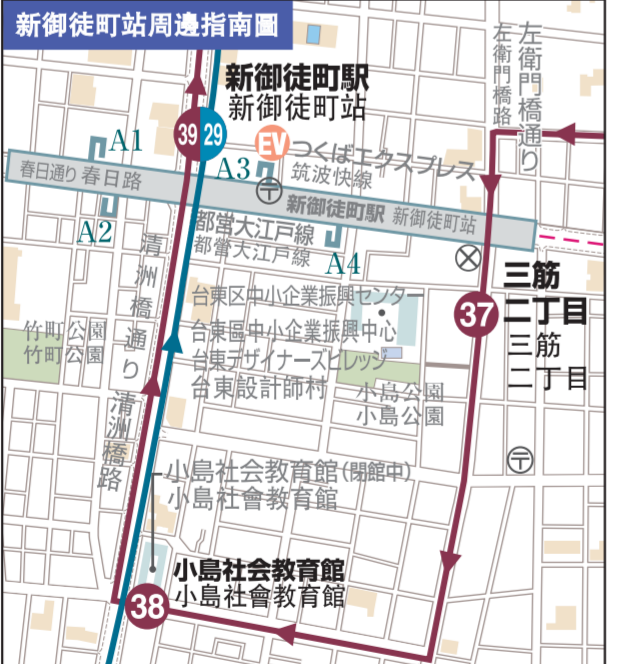 新御徒町站周邊指南圖
左衛門橋通り
左衛門橋路
新御徒町駅
新御徒町站
39
29
A1
EV
つくばエクスプレス
筑波快線
A3
〒
春日通り 春日路
新御徒町駅 新御徒町站
A2
都営大江戸線
都営大江戸線
A4
清洲橋通り 清洲橋路
三筋
二丁目
三筋
二丁目
37
台東区中小企業振興センター
台東區中小企業振興中心
台東デザイナーズビレッジ
台東設計師村
竹町公園
竹町公園
小島公園
小島公園
〒
小島社会教育館(閉館中)
小島社會教育館
小島社会教育館
小島社會教育館
38